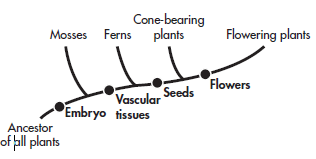 Cone-bearing
Mosses Ferns plants Flowering plants
Flowers
Seeds
Vascular
tissues
Embryo
Ancestor
of all plants